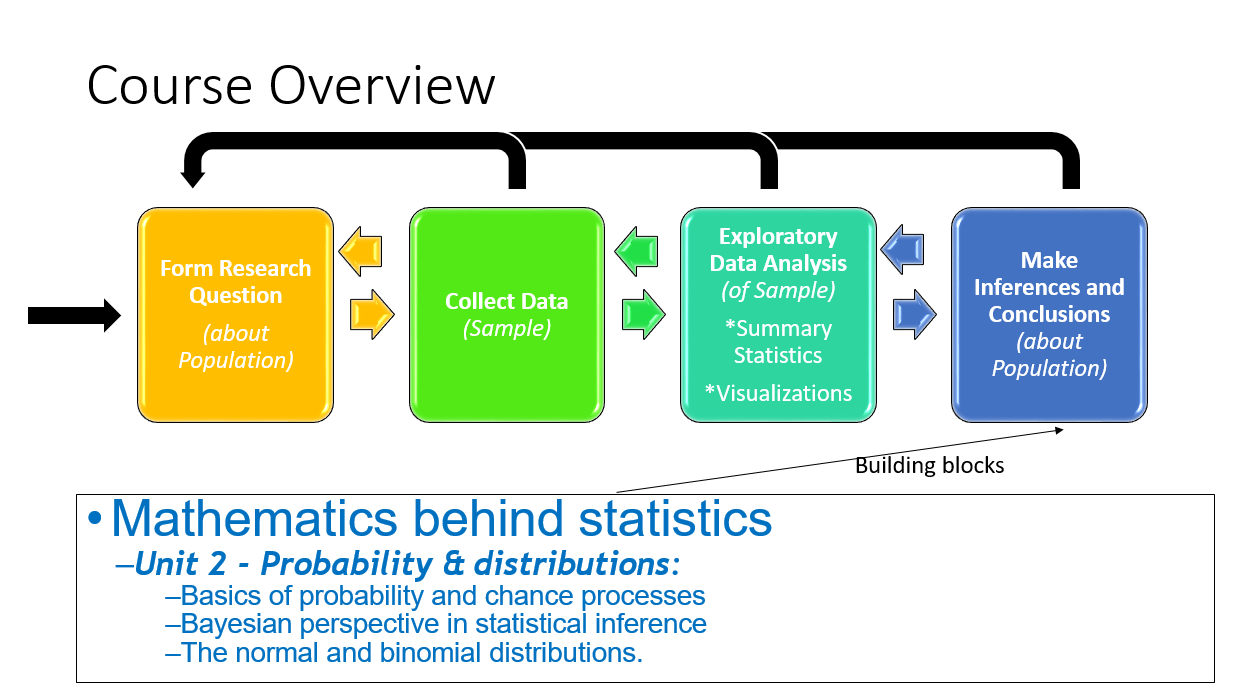 Course Overview
Form Research
Question
(about
Population)
Collect Data
(Sample)
Exploratory
Data Analysis
(of Sample)
*Summary
Statistics
*Visualizations
Make
Inferences and
Conclusions
(about
Population)
Building blocks
• Mathematics behind statistics
–Unit 2 - Probability & distributions:
–Basics of probability and chance processes
–Bayesian perspective in statistical inference
–The normal and binomial distributions.